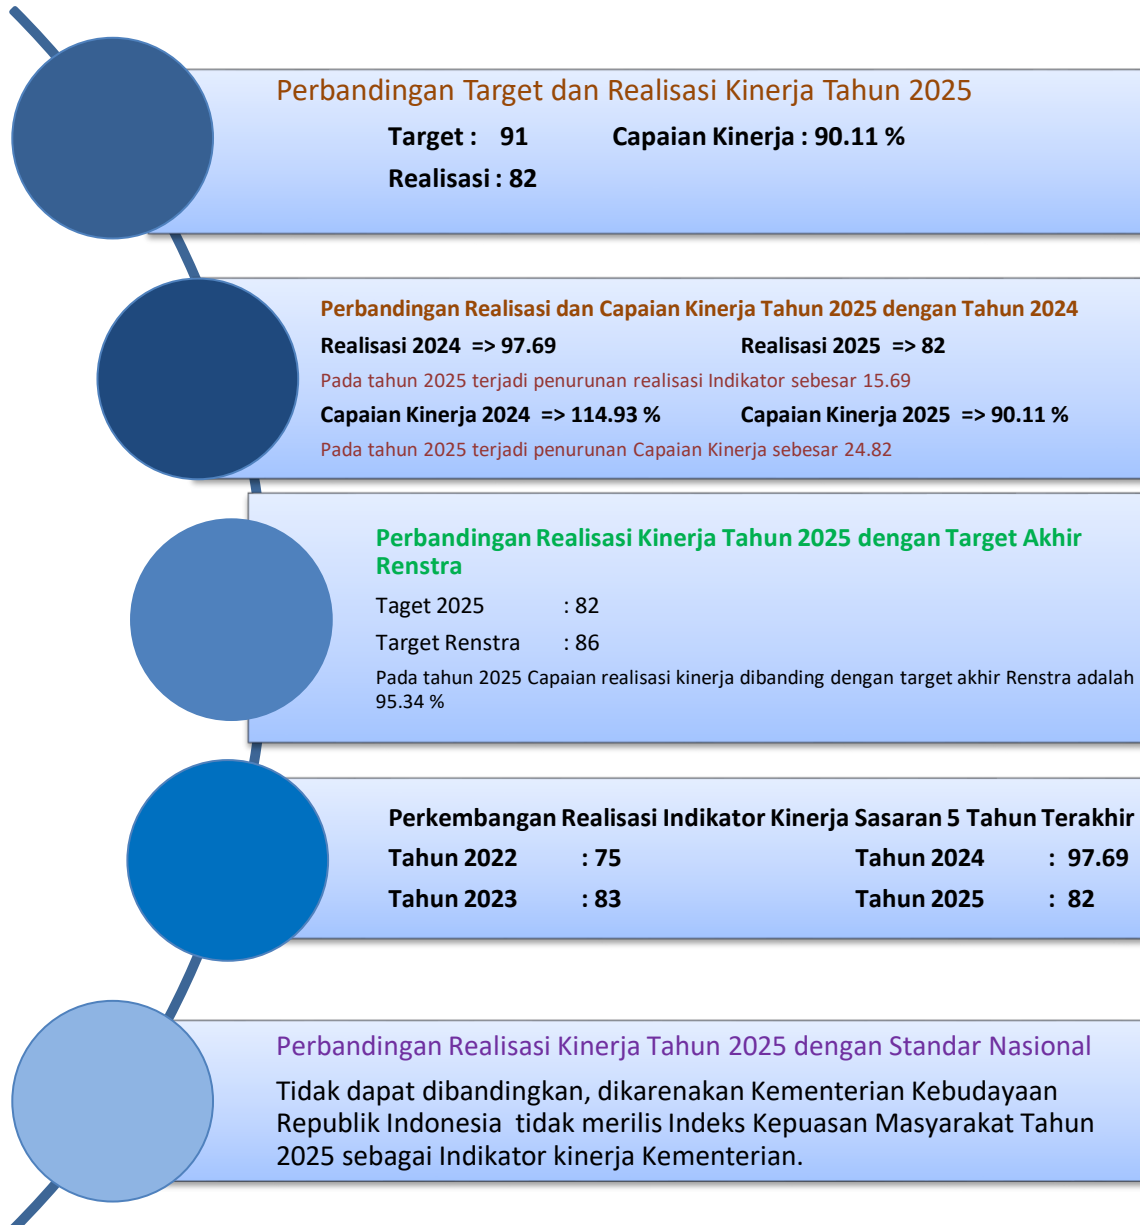 Perbandingan Target dan Realisasi Kinerja Tahun 2025
Target : 91 Capaian Kinerja : 90.11 %
Realisasi : 82
Perbandingan Realisasi dan Capaian Kinerja Tahun 2025 dengan Tahun 2024
Realisasi 2024 => 97.69 Realisasi 2025 => 82
Pada tahun 2025 terjadi penurunan realisasi Indikator sebesar 15.69
Capaian Kinerja 2024 => 114.93 % Capaian Kinerja 2025 => 90.11 %
Pada tahun 2025 terjadi penurunan Capaian Kinerja sebesar 24.82
Perbandingan Realisasi Kinerja Tahun 2025 dengan Target Akhir
Renstra
Taget 2025 : 82
Target Renstra : 86
Pada tahun 2025 Capaian realisasi kinerja dibanding dengan target akhir Renstra adalah
95.34 %
Perkembangan Realisasi Indikator Kinerja Sasaran 5 Tahun Terakhir
Tahun 2022 : 75 Tahun 2024 : 97.69
Tahun 2023 : 83 Tahun 2025 : 82
Perbandingan Realisasi Kinerja Tahun 2025 dengan Standar Nasional
Tidak dapat dibandingkan, dikarenakan Kementerian Kebudayaan
Republik Indonesia tidak merilis Indeks Kepuasan Masyarakat Tahun
2025 sebagai Indikator kinerja Kementerian.